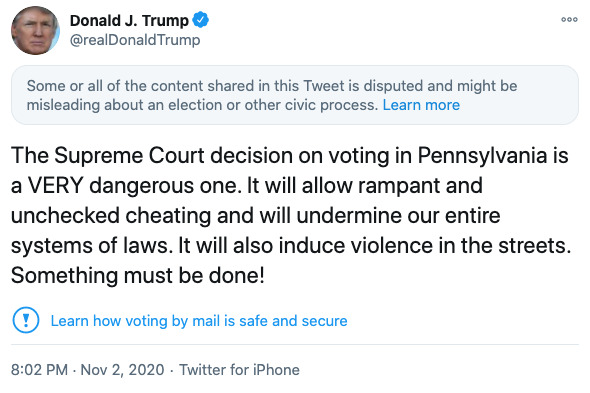 Donald J. Trump
@realDonaldTrump
Some or all of the content shared in this Tweet is disputed and might be
misleading about an election or other civic process. Learn more
The Supreme Court decision on voting in Pennsylvania is
a VERY dangerous one. It will allow rampant and
unchecked cheating and will undermine our entire
systems of laws. It will also induce violence in the streets.
Something must be done!
Learn how voting by mail is safe and secure
8:02 PM · Nov 2, 2020 · Twitter for iPhone